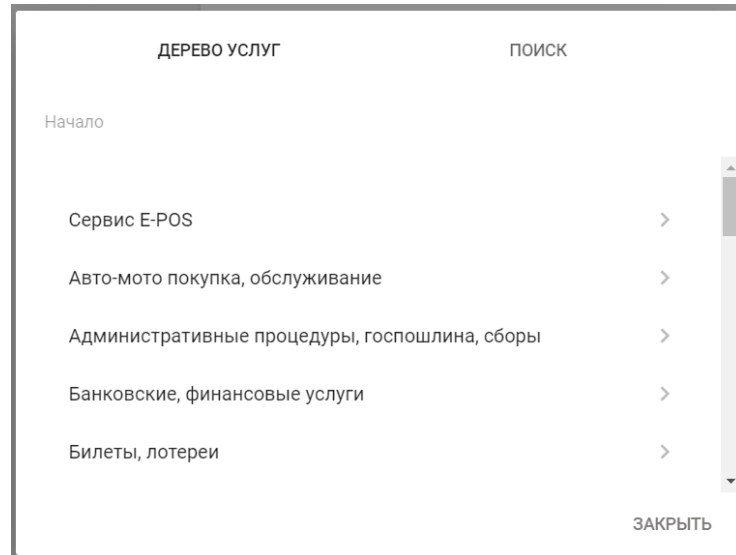 ДЕРЕВО УСЛУГ ПОИСК
Начало
Сервис E-POS
Авто-мото покупка, обслуживание
Административные процедуры, госпошлина, сборы
Банковские, финансовые услуги
Билеты, лотереи
ЗАКРЫТЬ